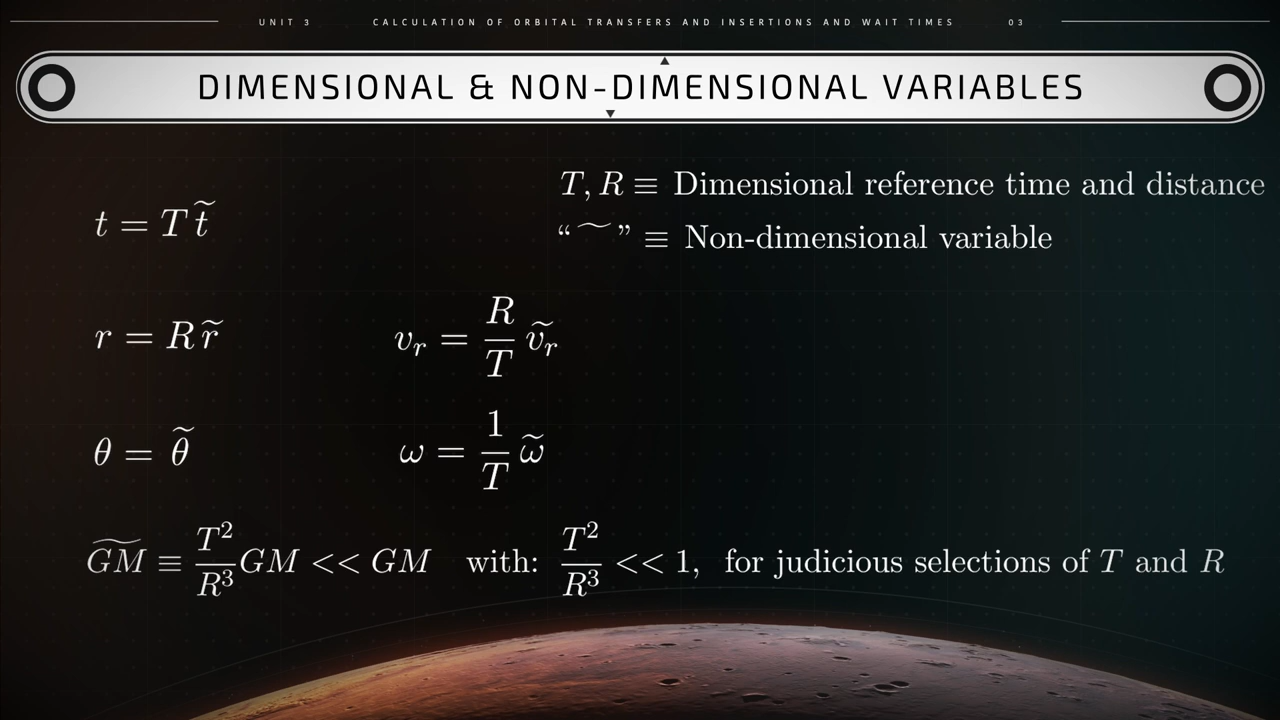 UNIT 3 CALCULATION OF ORBITAL TRANSFERS AND INSERTIONS AND WAIT TIMES 03
DIMENSIONAL & NON-DIMENSIONAL VARIABLES
T, R ≡ Dimensional reference time and distance
t = T t̃
“ ˜ ” ≡ Non-dimensional variable
r = R r̃ v_r = R/T ṽ_r
θ = θ̃ ω = 1/T ω̃
G͠M ≡ T²/R³ GM << GM with: T²/R³ << 1, for judicious selections of T and R